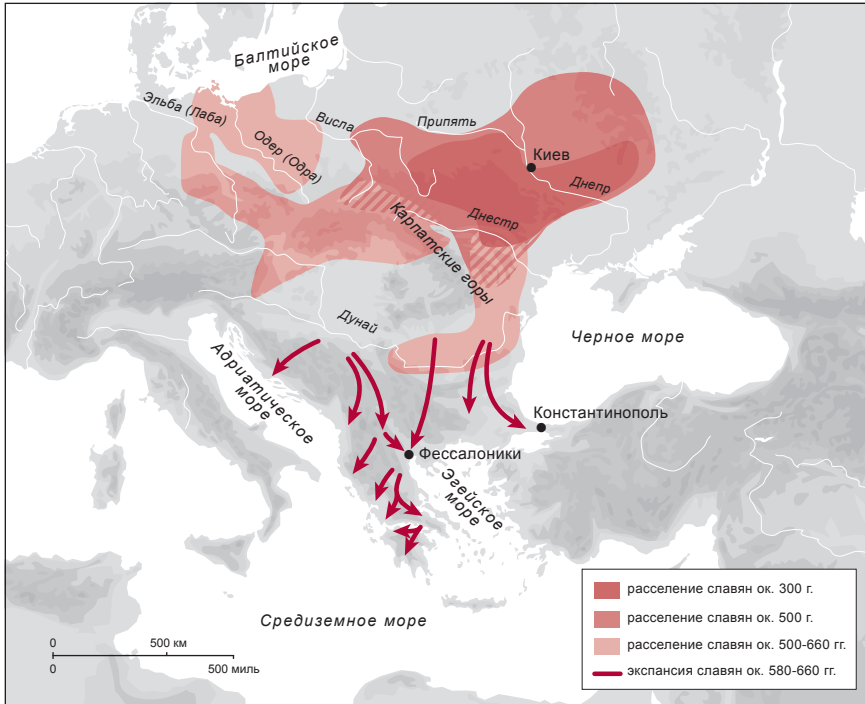 Балтийское
море
Эльба (Лаба)
Одер (Одра)
Висла
Припять
Киев
Днепр
Днестр
Карпатские горы
Дунай
Черное море
Адриатическое
море
Константинополь
Фессалоники
Эгейское
море
Средиземное море
0 500 км
0 500 миль
расселение славян ок. 300 г.
расселение славян ок. 500 г.
расселение славян ок. 500-660 гг.
экспансия славян ок. 580-660 гг.